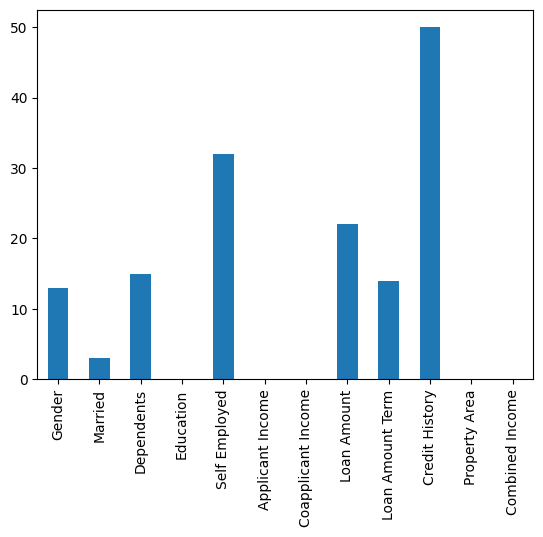 50
40
30
20
10
0
Gender
Married
Dependents
Education
Self Employed
Applicant Income
Coapplicant Income
Loan Amount
Loan Amount Term
Credit History
Property Area
Combined Income